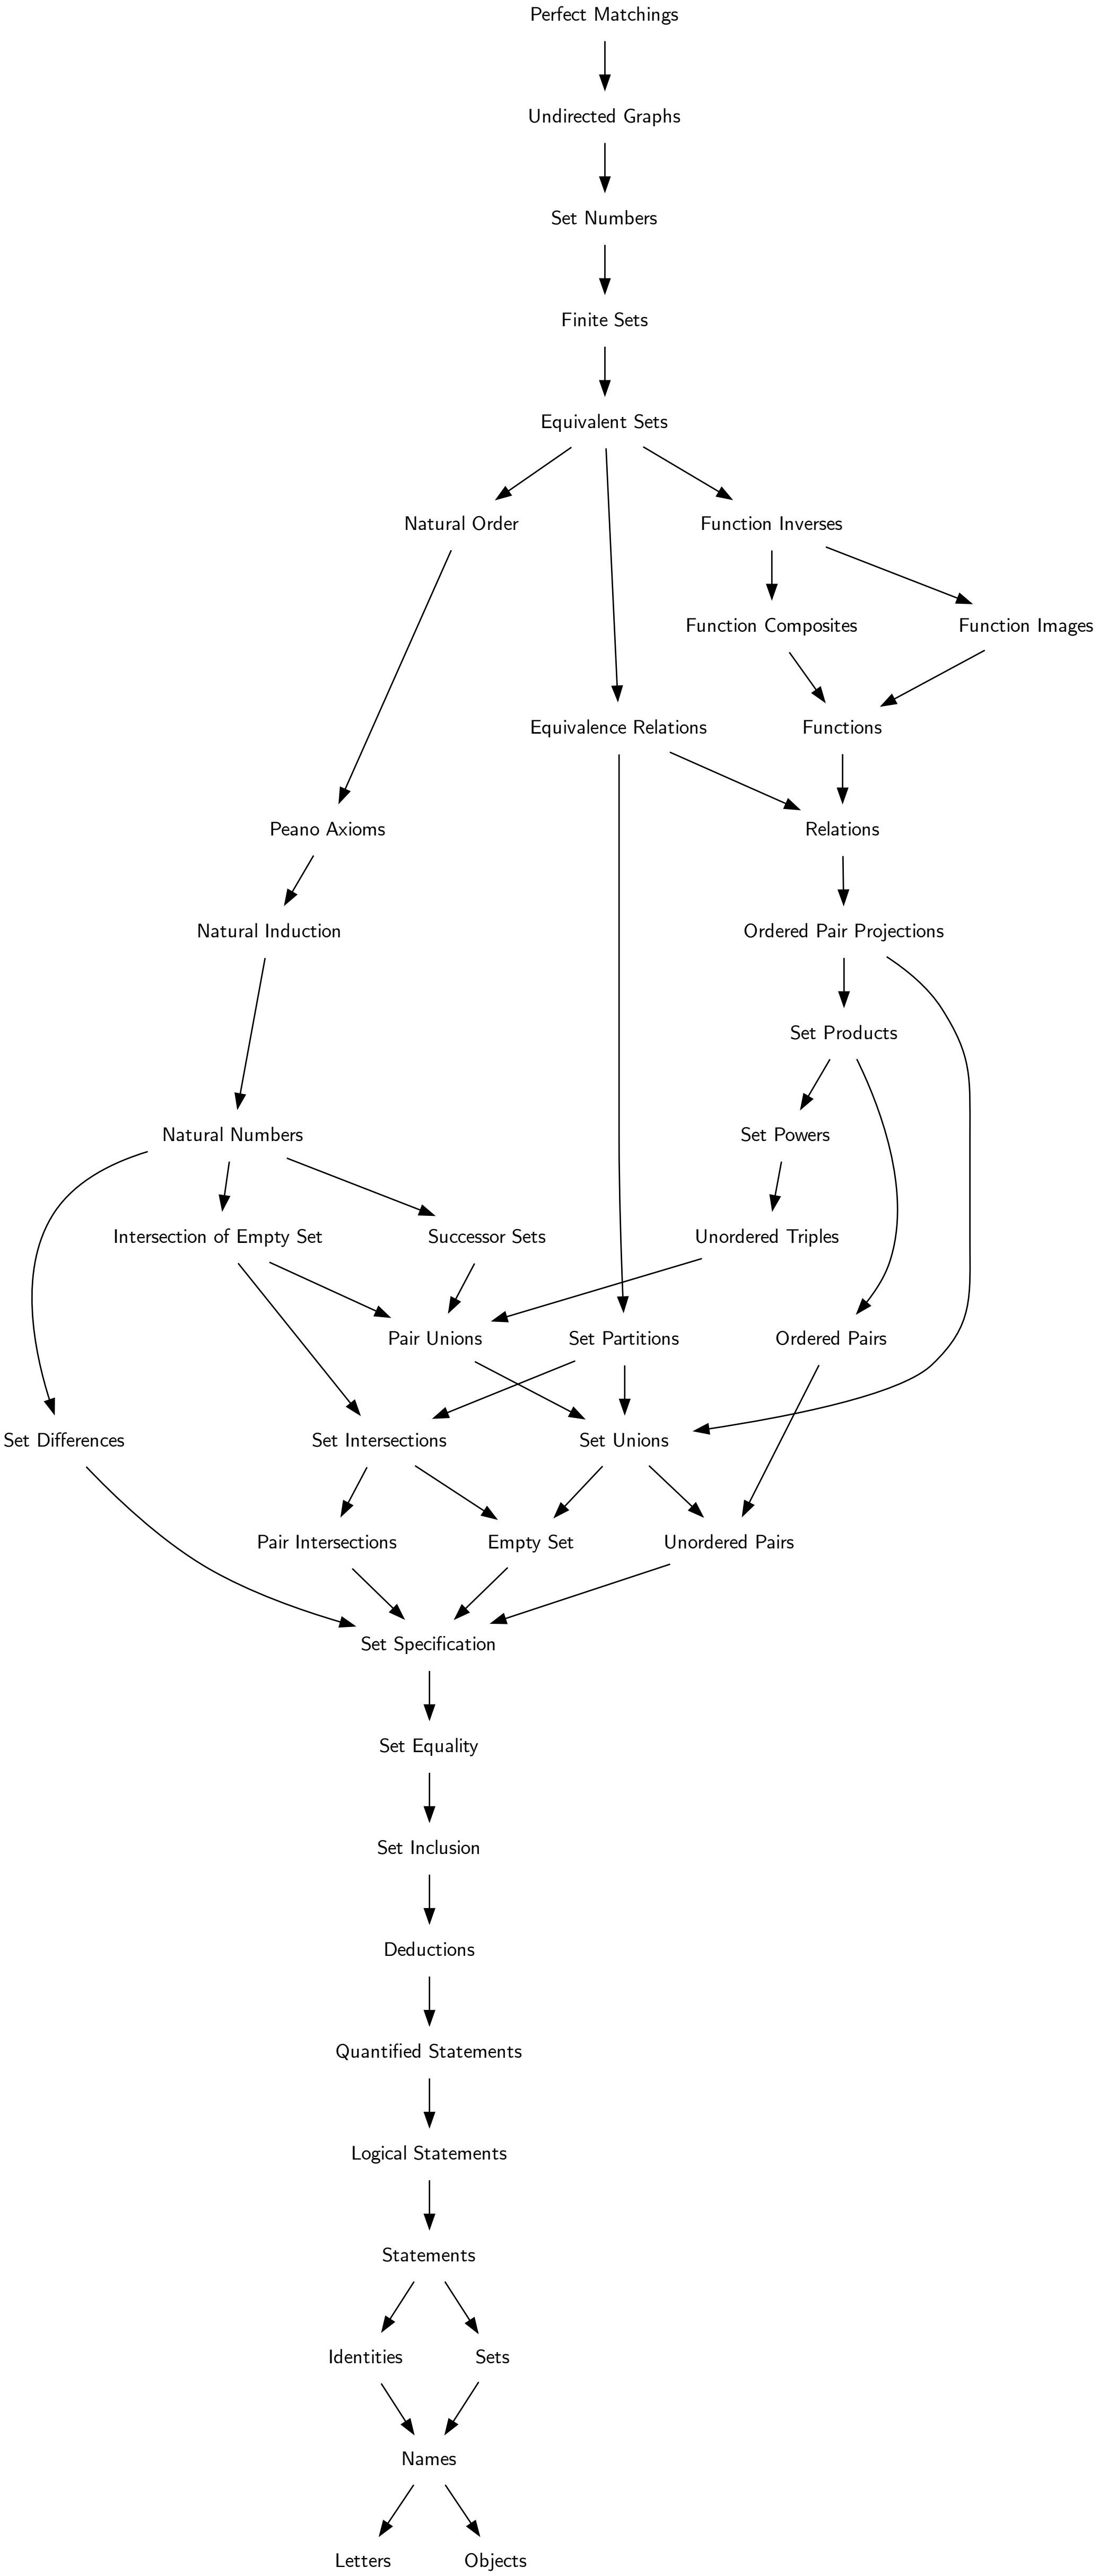 Perfect Matchings
Undirected Graphs
Set Numbers
Finite Sets
Equivalent Sets
Natural Order
Function Inverses
Function Composites
Function Images
Equivalence Relations
Functions
Peano Axioms
Relations
Natural Induction
Ordered Pair Projections
Set Products
Natural Numbers
Set Powers
Intersection of Empty Set
Successor Sets
Unordered Triples
Pair Unions
Set Partitions
Ordered Pairs
Set Differences
Set Intersections
Set Unions
Pair Intersections
Empty Set
Unordered Pairs
Set Specification
Set Equality
Set Inclusion
Deductions
Quantified Statements
Logical Statements
Statements
Identities
Sets
Names
Letters
Objects